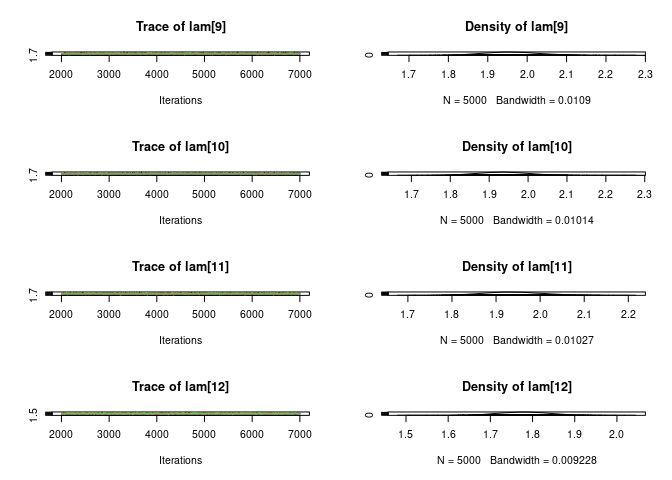 Trace of lam[9] Density of lam[9]
1.7 0
2000 3000 4000 5000 6000 7000 1.7 1.8 1.9 2.0 2.1 2.2 2.3
Iterations N = 5000 Bandwidth = 0.0109
Trace of lam[10] Density of lam[10]
1.7 0
2000 3000 4000 5000 6000 7000 1.7 1.8 1.9 2.0 2.1 2.2 2.3
Iterations N = 5000 Bandwidth = 0.01014
Trace of lam[11] Density of lam[11]
1.7 0
2000 3000 4000 5000 6000 7000 1.7 1.8 1.9 2.0 2.1 2.2
Iterations N = 5000 Bandwidth = 0.01027
Trace of lam[12] Density of lam[12]
1.5 0
2000 3000 4000 5000 6000 7000 1.5 1.6 1.7 1.8 1.9 2.0
Iterations N = 5000 Bandwidth = 0.009228